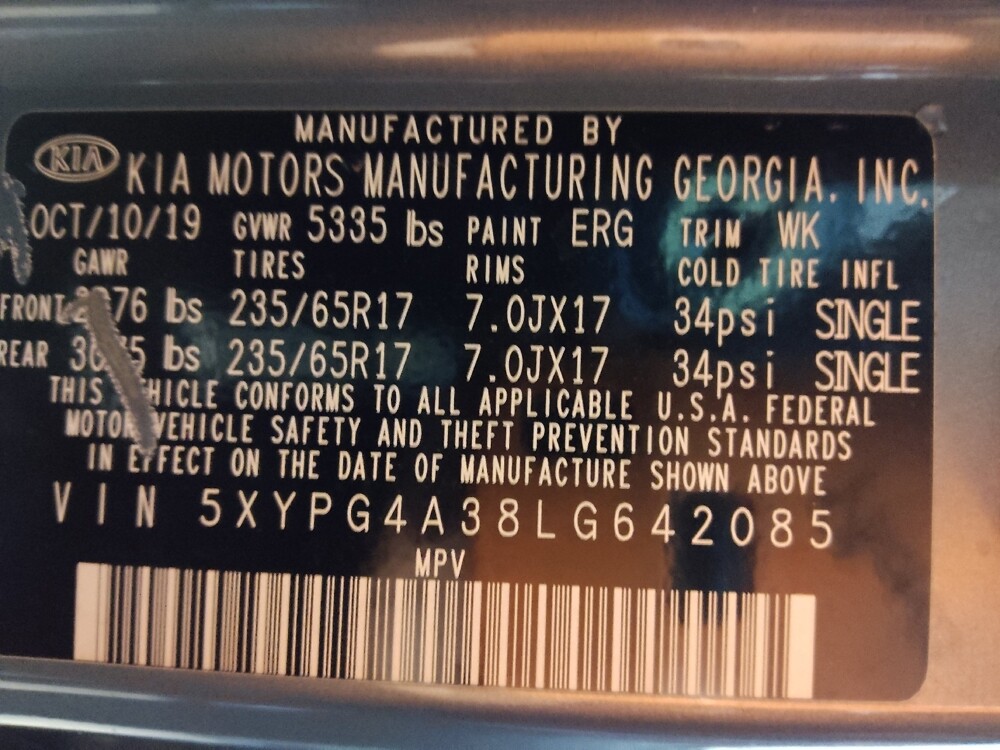 MANUFACTURED BY
KIA KIA MOTORS MANUFACTURING GEORGIA, INC.
OCT/10/19 GVWR 5335 lbs PAINT ERG TRIM WK
GAWR TIRES RIMS COLD TIRE INFL
FRONT lbs 235/65R17 7.0JX17 34psi SINGLE
REAR lbs 235/65R17 7.0JX17 34psi SINGLE
THIS VEHICLE CONFORMS TO ALL APPLICABLE U.S.A. FEDERAL
MOTOR VEHICLE SAFETY AND THEFT PREVENTION STANDARDS
IN EFFECT ON THE DATE OF MANUFACTURE SHOWN ABOVE
VIN 5XYPG4A38LG642085
MPV